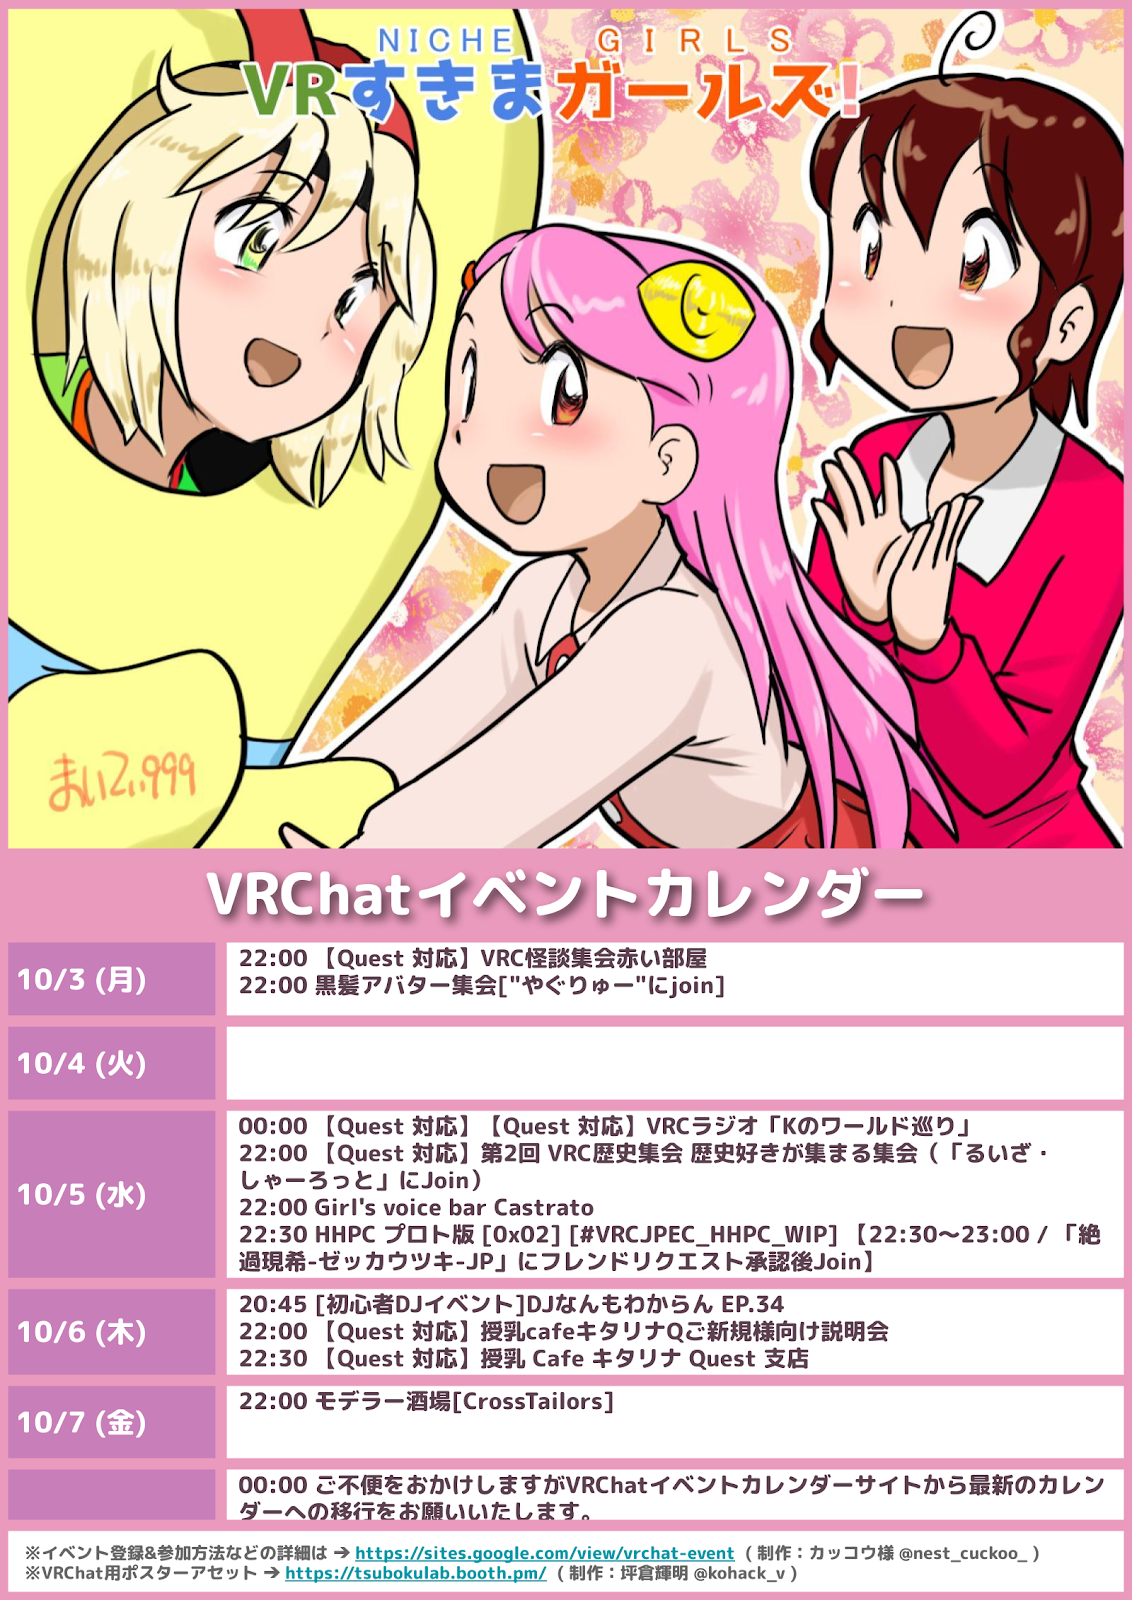 NICHE GIRLS
VRすきまガールズ!
まいてぃ999
VRChatイベントカレンダー
10/3 (月)
22:00 【Quest 対応】VRC怪談集会赤い部屋
22:00 黒髪アバター集会["やぐりゅー"にjoin]
10/4 (火)
10/5 (水)
00:00 【Quest 対応】【Quest 対応】VRCラジオ「Kのワールド巡り」
22:00 【Quest 対応】第2回 VRC歴史集会 歴史好きが集まる集会（「るいざ・
しゃーろっと」にJoin）
22:00 Girl's voice bar Castrato
22:30 HHPC プロト版 [0x02] [#VRCJPEC_HHPC_WIP] 【22:30～23:00 / 「絶
過現希-ゼッカウツキ-JP」にフレンドリクエスト承認後Join】
10/6 (木)
20:45 [初心者DJイベント]DJなんもわからん EP.34
22:00 【Quest 対応】授乳cafeキタリナQご新規様向け説明会
22:30 【Quest 対応】授乳 Cafe キタリナ Quest 支店
10/7 (金)
22:00 モデラー酒場[CrossTailors]
00:00 ご不便をおかけしますがVRChatイベントカレンダーサイトから最新のカレン
ダーへの移行をお願いいたします。
※イベント登録&参加方法などの詳細は ➔ https://sites.google.com/view/vrchat-event （ 制作：カッコウ様 @nest_cuckoo_ ）
※VRChat用ポスターアセット ➔ https://tsubokulab.booth.pm/ （ 制作：坪倉輝明 @kohack_v ）